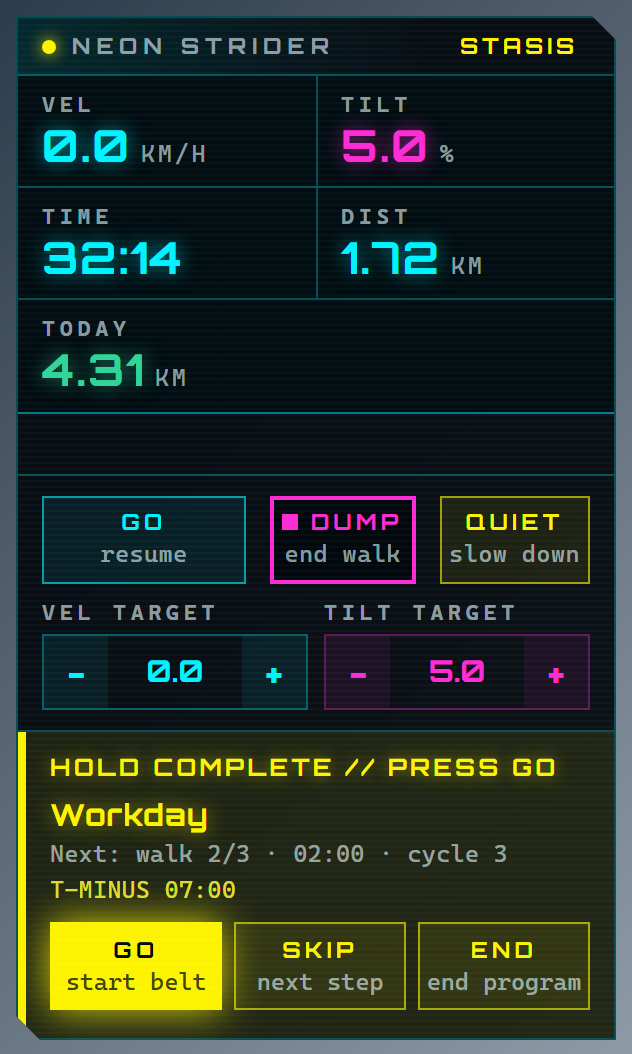 NEON STRIDER STASIS
VEL TILT
0.0 KM/H 5.0 %
TIME DIST
32:14 1.72 KM
TODAY
4.31 KM
GO DUMP QUIET
resume end walk slow down
VEL TARGET TILT TARGET
- 0.0 + - 5.0 +
HOLD COMPLETE // PRESS GO
Workday
Next: walk 2/3 · 02:00 · cycle 3
T−MINUS 07:00
GO SKIP END
start belt next step end program